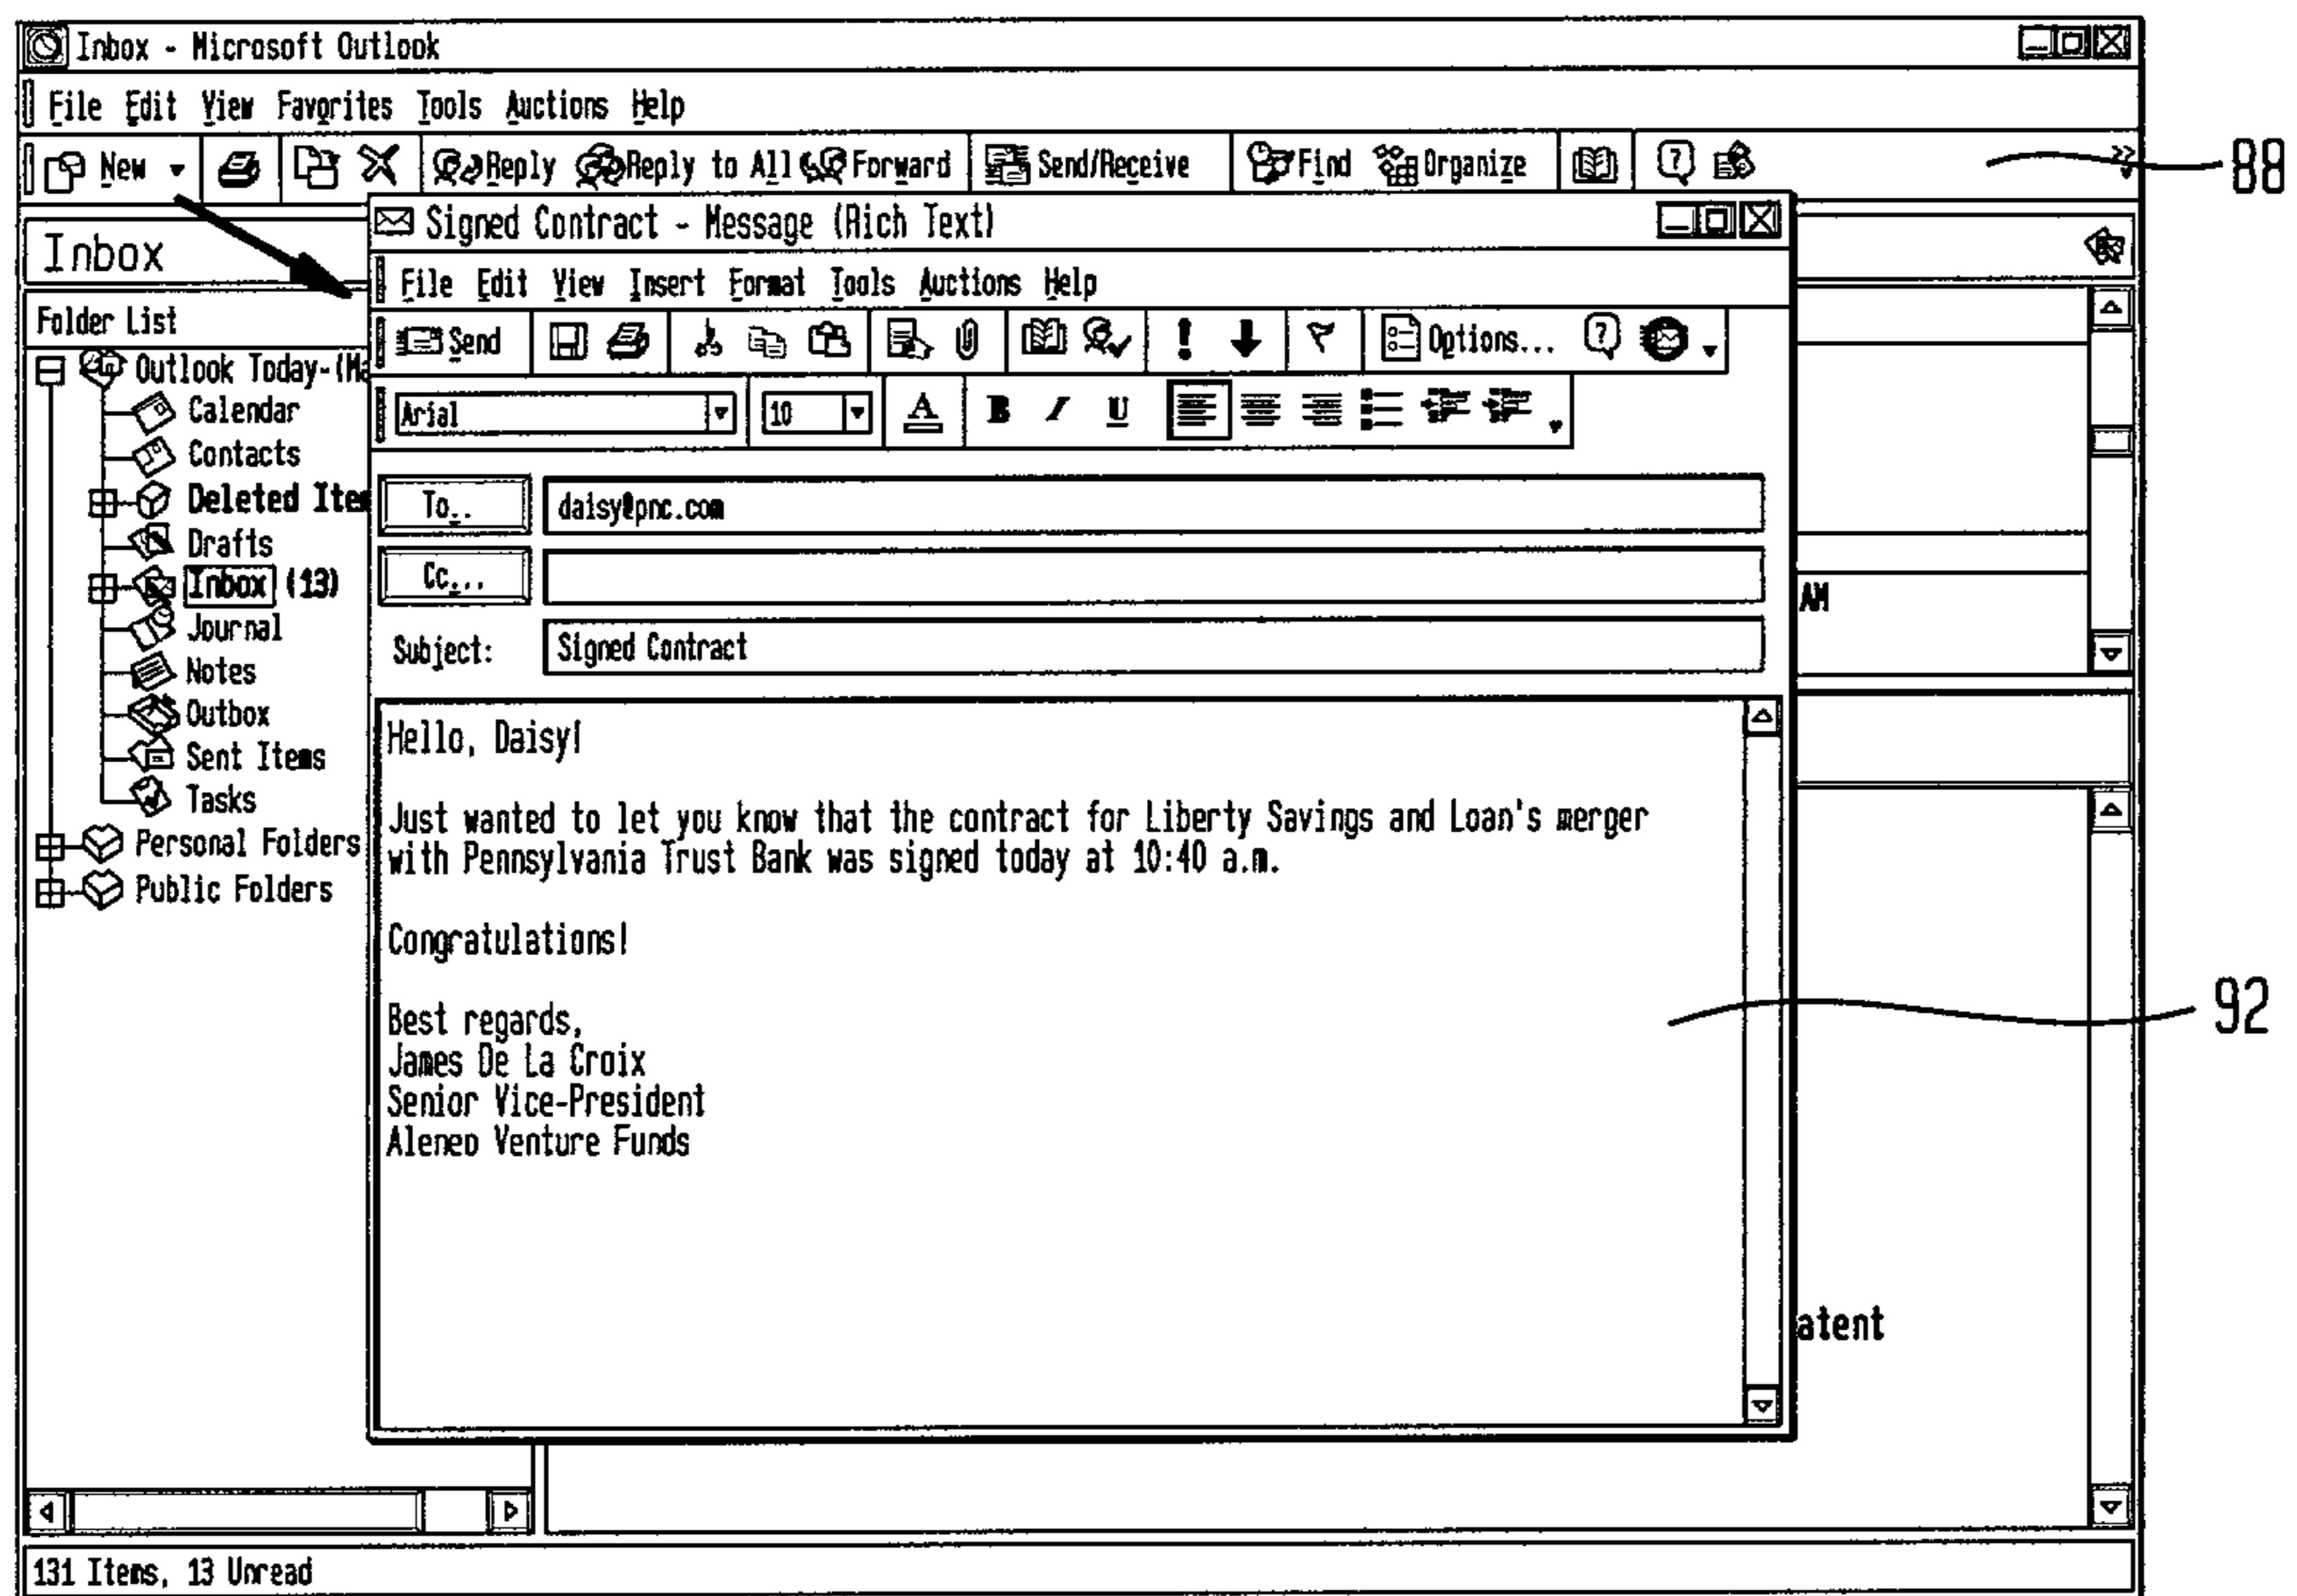 Inbox - Microsoft Outlook
File Edit View Favorites Tools Auctions Help
New Reply Reply to All Forward Send/Receive Find Organize
88
Inbox
Folder List
Outlook Today-(Ma
Calendar
Contacts
Deleted Ite
Drafts
Inbox (13)
Journal
Notes
Outbox
Sent Items
Tasks
Personal Folders
Public Folders
Signed Contract - Message (Rich Text)
File Edit View Insert Format Tools Auctions Help
Send Options...
Arial 10 A B I U
To... daisy@pnc.com
Cc...
Subject: Signed Contract
AM
Hello, Daisy!
Just wanted to let you know that the contract for Liberty Savings and Loan's merger
with Pennsylvania Trust Bank was signed today at 10:40 a.m.
Congratulations!
Best regards,
James De La Croix
Senior Vice-President
Aleneo Venture Funds
92
atent
131 Items, 13 Unread